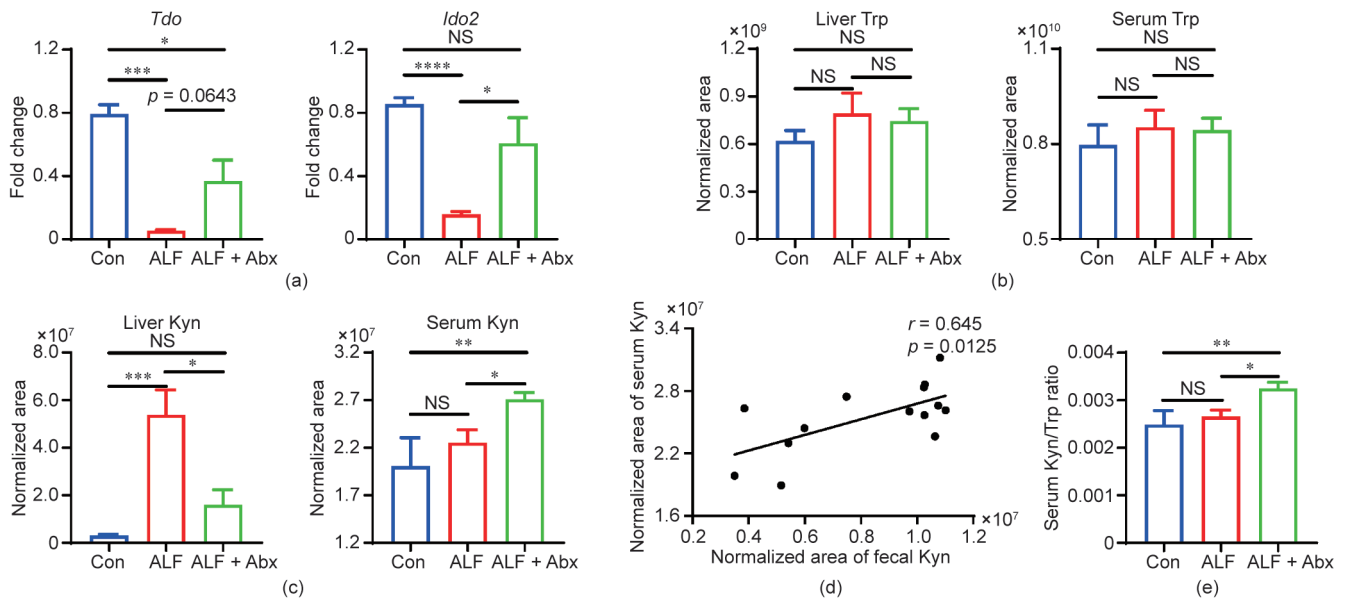 Tdo
1.2
0.8
0.4
0
Fold change
*
***
p = 0.0643
Con
ALF
ALF + Abx
Ido2
1.2
0.8
0.4
0
Fold change
NS
****
*
Con
ALF
ALF + Abx
(a)
Liver Trp
×10⁹
1.2
0.9
0.6
0.3
0
Normalized area
NS
NS
NS
Con
ALF
ALF + Abx
Serum Trp
×10¹⁰
1.1
0.8
0.5
Normalized area
NS
NS
NS
Con
ALF
ALF + Abx
(b)
Liver Kyn
×10⁷
8.0
6.0
4.0
2.0
0
Normalized area
NS
***
*
Con
ALF
ALF + Abx
Serum Kyn
×10⁷
3.2
2.7
2.2
1.7
1.2
Normalized area
**
NS
*
Con
ALF
ALF + Abx
(c)
×10⁷
3.4
2.8
2.2
1.6
Normalized area of serum Kyn
r = 0.645
p = 0.0125
0.2
0.4
0.6
0.8
1.0
1.2
×10⁷
Normalized area of fecal Kyn
(d)
0.004
0.003
0.002
0.001
0
Serum Kyn/Trp ratio
**
NS
*
Con
ALF
ALF + Abx
(e)